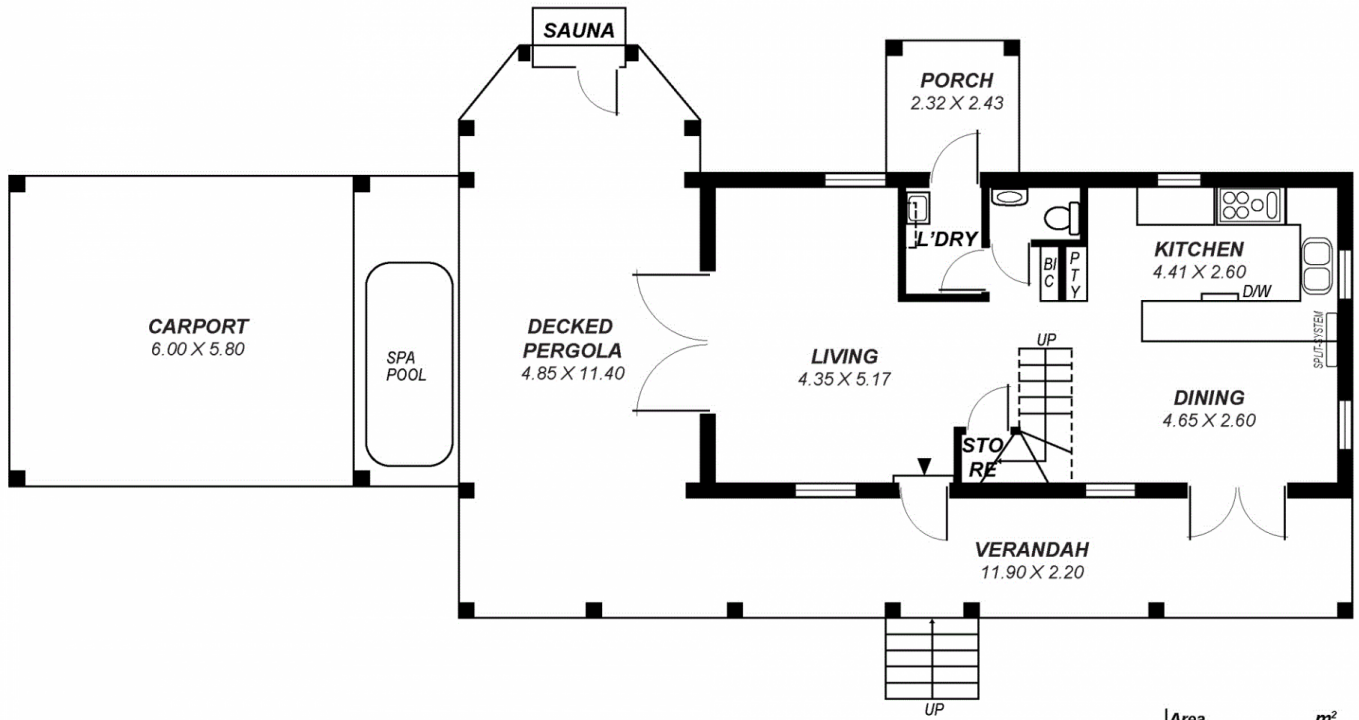 SAUNA
PORCH
2.32 X 2.43
L'DRY
BIC
PTY
KITCHEN
4.41 X 2.60
D/W
SPLIT-SYSTEM
CARPORT
6.00 X 5.80
SPA
POOL
DECKED
PERGOLA
4.85 X 11.40
LIVING
4.35 X 5.17
UP
DINING
4.65 X 2.60
STO
RE
VERANDAH
11.90 X 2.20
UP
Area m²